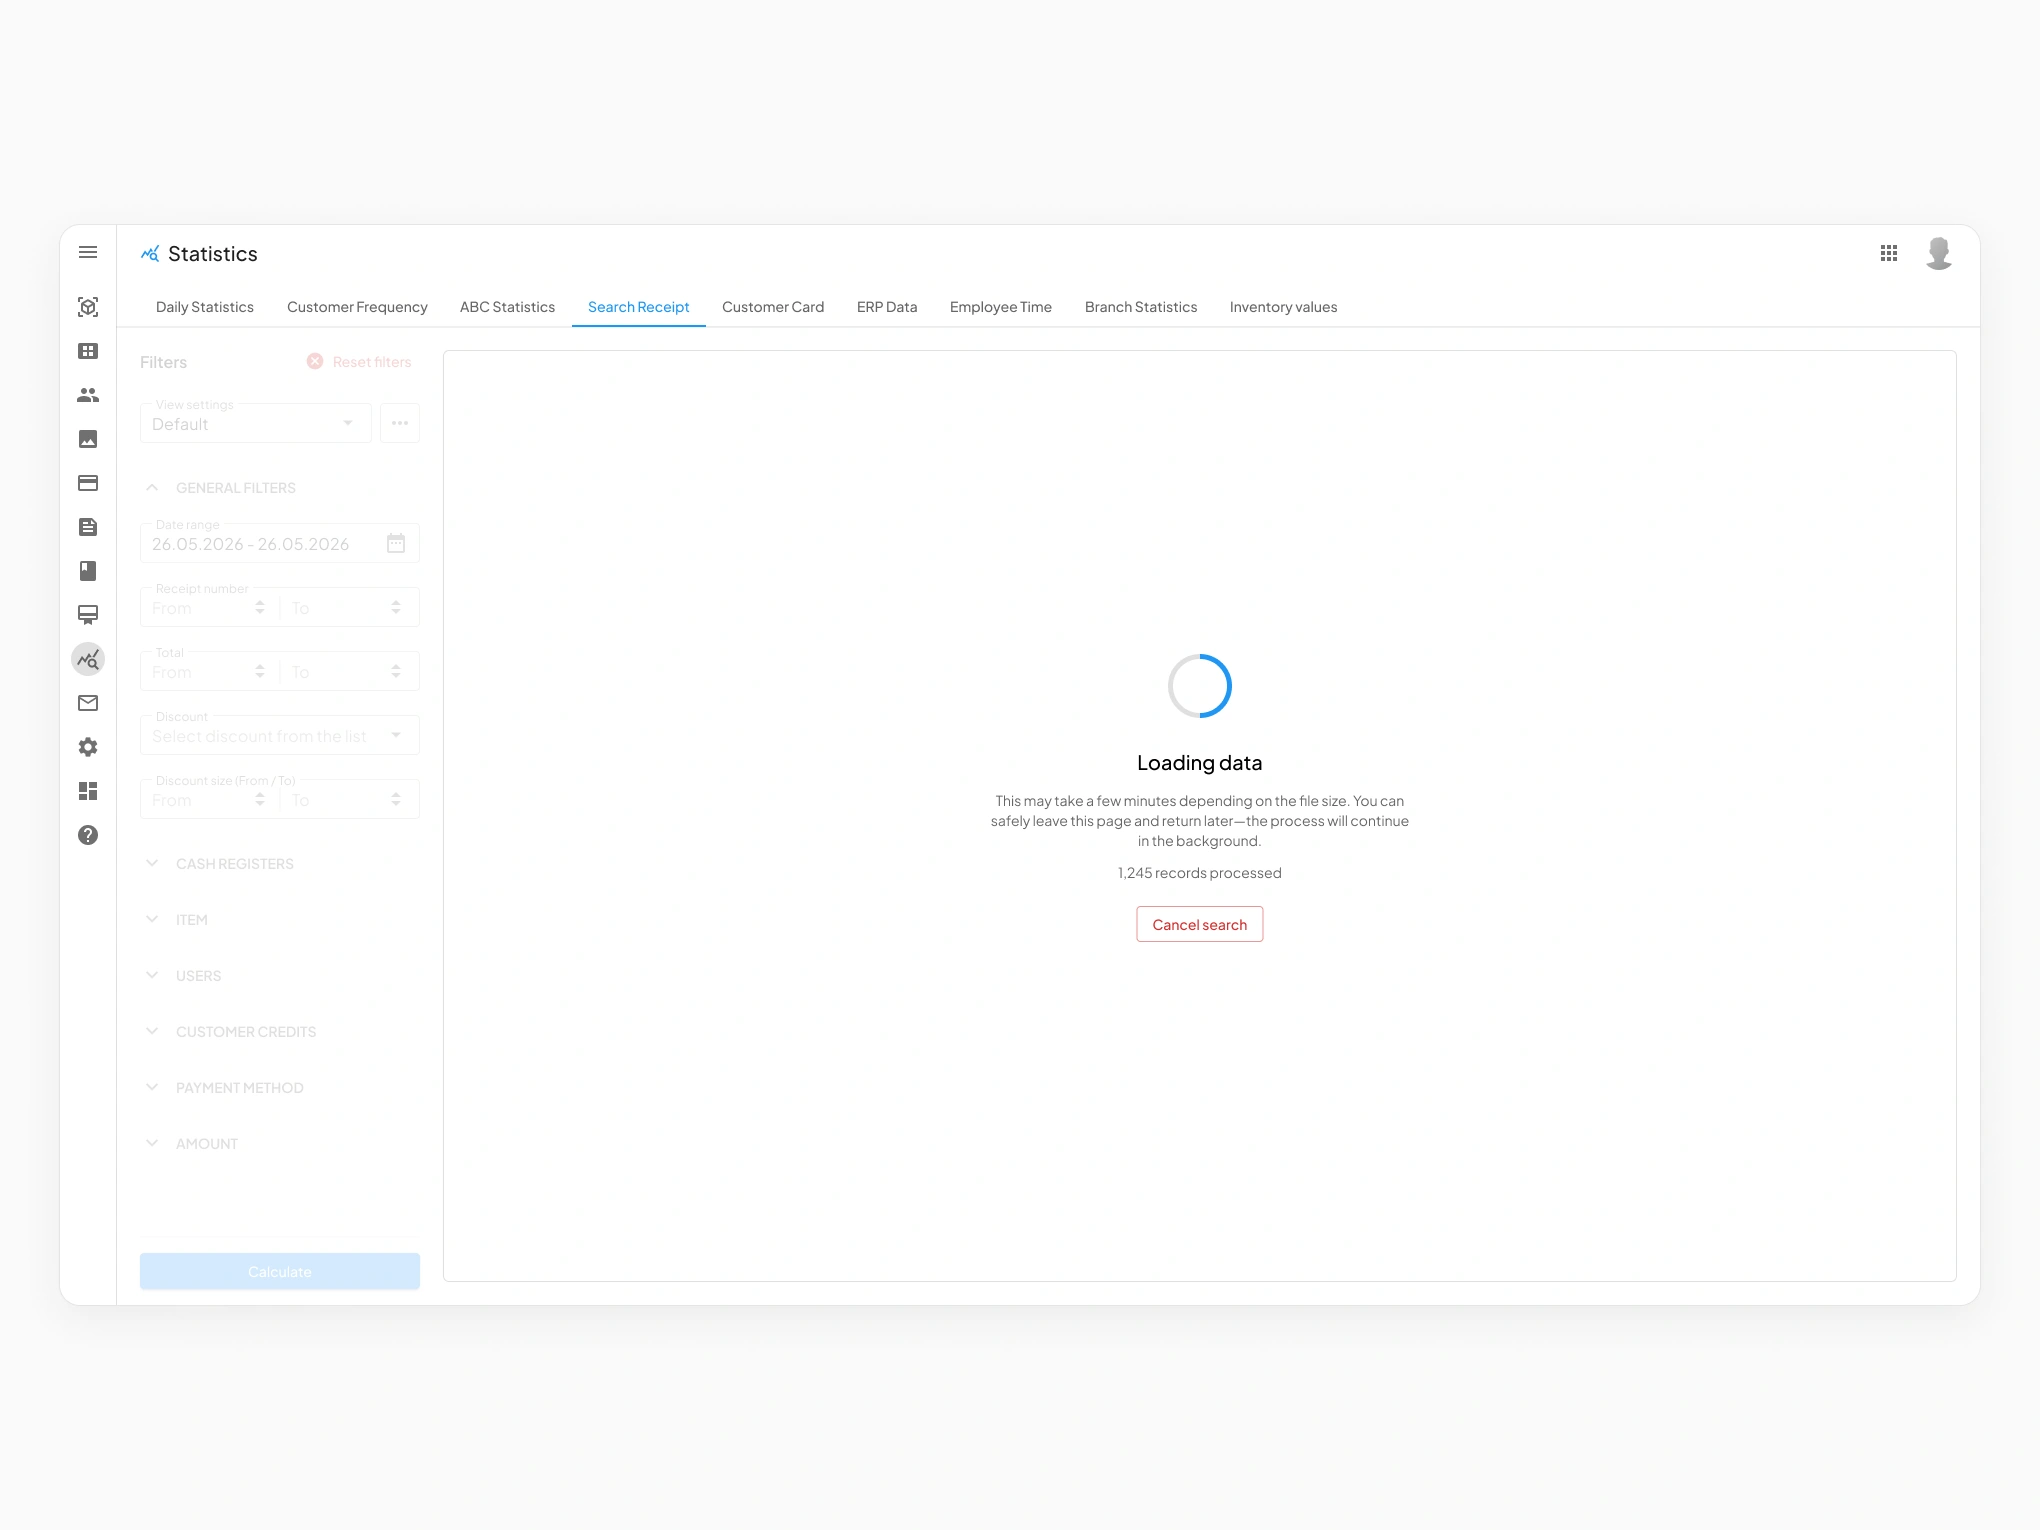 Statistics
Daily Statistics
Customer Frequency
ABC Statistics
Search Receipt
Customer Card
ERP Data
Employee Time
Branch Statistics
Inventory values
Filters
Reset filters
View settings
Default
GENERAL FILTERS
Date range
26.05.2026 - 26.05.2026
Receipt number
From
To
Total
From
To
Discount
Select discount from the list
Discount size (From / To)
From
To
CASH REGISTERS
ITEM
USERS
CUSTOMER CREDITS
PAYMENT METHOD
AMOUNT
Calculate
Loading data
This may take a few minutes depending on the file size. You can
safely leave this page and return later—the process will continue
in the background.
1,245 records processed
Cancel search